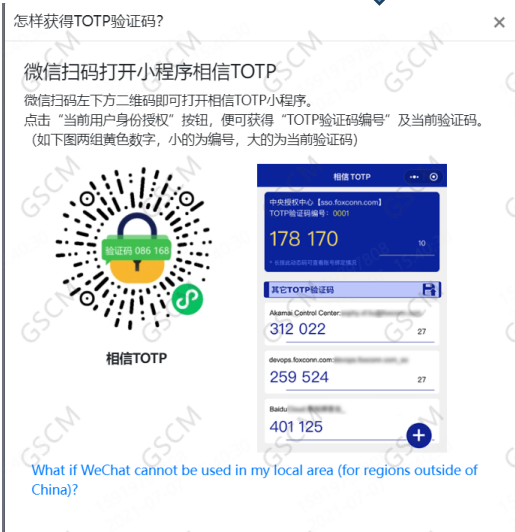 怎样获得TOTP验证码?
×
微信扫码打开小程序相信TOTP
微信扫码左下方二维码即可打开相信TOTP小程序。
点击“当前用户身份授权”按钮，便可获得“TOTP验证码编号”及当前验证码。
（如下图两组黄色数字，小的为编号，大的为当前验证码）
验证码 086 168
相信TOTP
相信 TOTP
中央授权中心【sso.foxconn.com】
TOTP验证码编号：0001
178 170
10
其它TOTP验证码
Akamai Control Center:
312 022
27
devops.foxconn.com:
259 524
27
Baidu
401 125
What if WeChat cannot be used in my local area (for regions outside of
China)?
GSCM